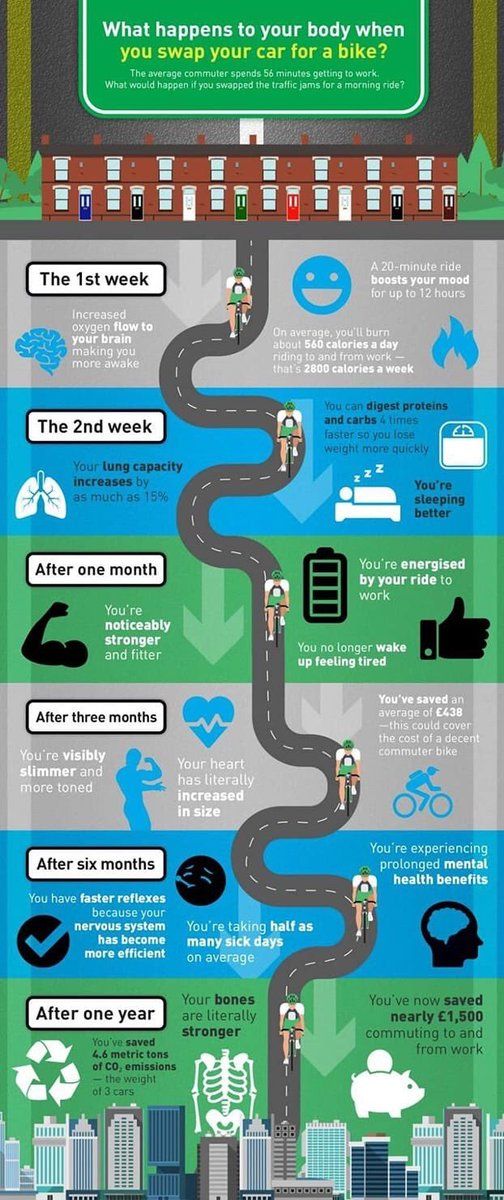 What happens to your body when
you swap your car for a bike?
The average commuter spends 56 minutes getting to work.
What would happen if you swapped the traffic jams for a morning ride?
The 1st week
Increased
oxygen flow to
your brain
making you
more awake
A 20-minute ride
boosts your mood
for up to 12 hours
On average, you'll burn
about 560 calories a day
riding to and from work —
that's 2800 calories a week
The 2nd week
Your lung capacity
increases by
as much as 15%
You can digest proteins
and carbs 4 times
faster so you lose
weight more quickly
z z z
You're
sleeping
better
After one month
You're
noticeably
stronger
and fitter
You're energised
by your ride to
work
You no longer wake
up feeling tired
After three months
You're visibly
slimmer and
more toned
Your heart
has literally
increased
in size
You've saved an
average of £438
—this could cover
the cost of a decent
commuter bike
After six months
You have faster reflexes
because your
nervous system
has become
more efficient
You're taking half as
many sick days
on average
You're experiencing
prolonged mental
health benefits
After one year
You've saved
4.6 metric tons
of CO₂ emissions
— the weight
of 3 cars
Your bones
are literally
stronger
You've now saved
nearly £1,500
commuting to and
from work